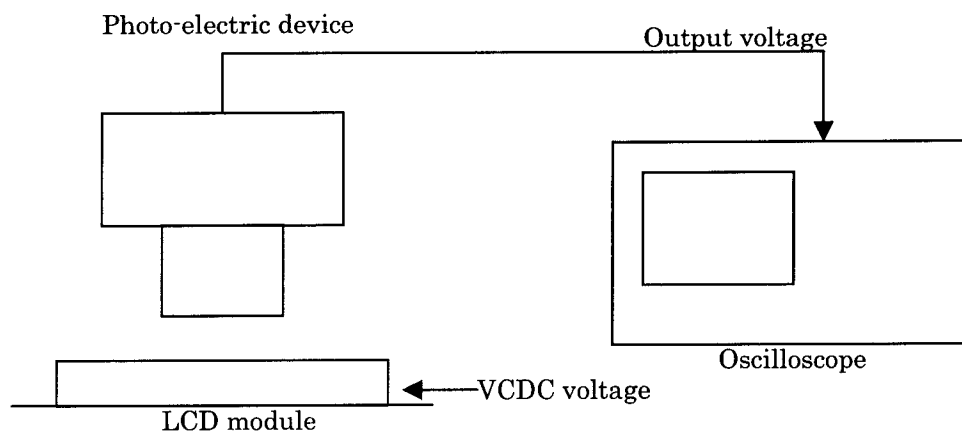 Photo-electric device
Output voltage
Oscilloscope
VCDC voltage
LCD module